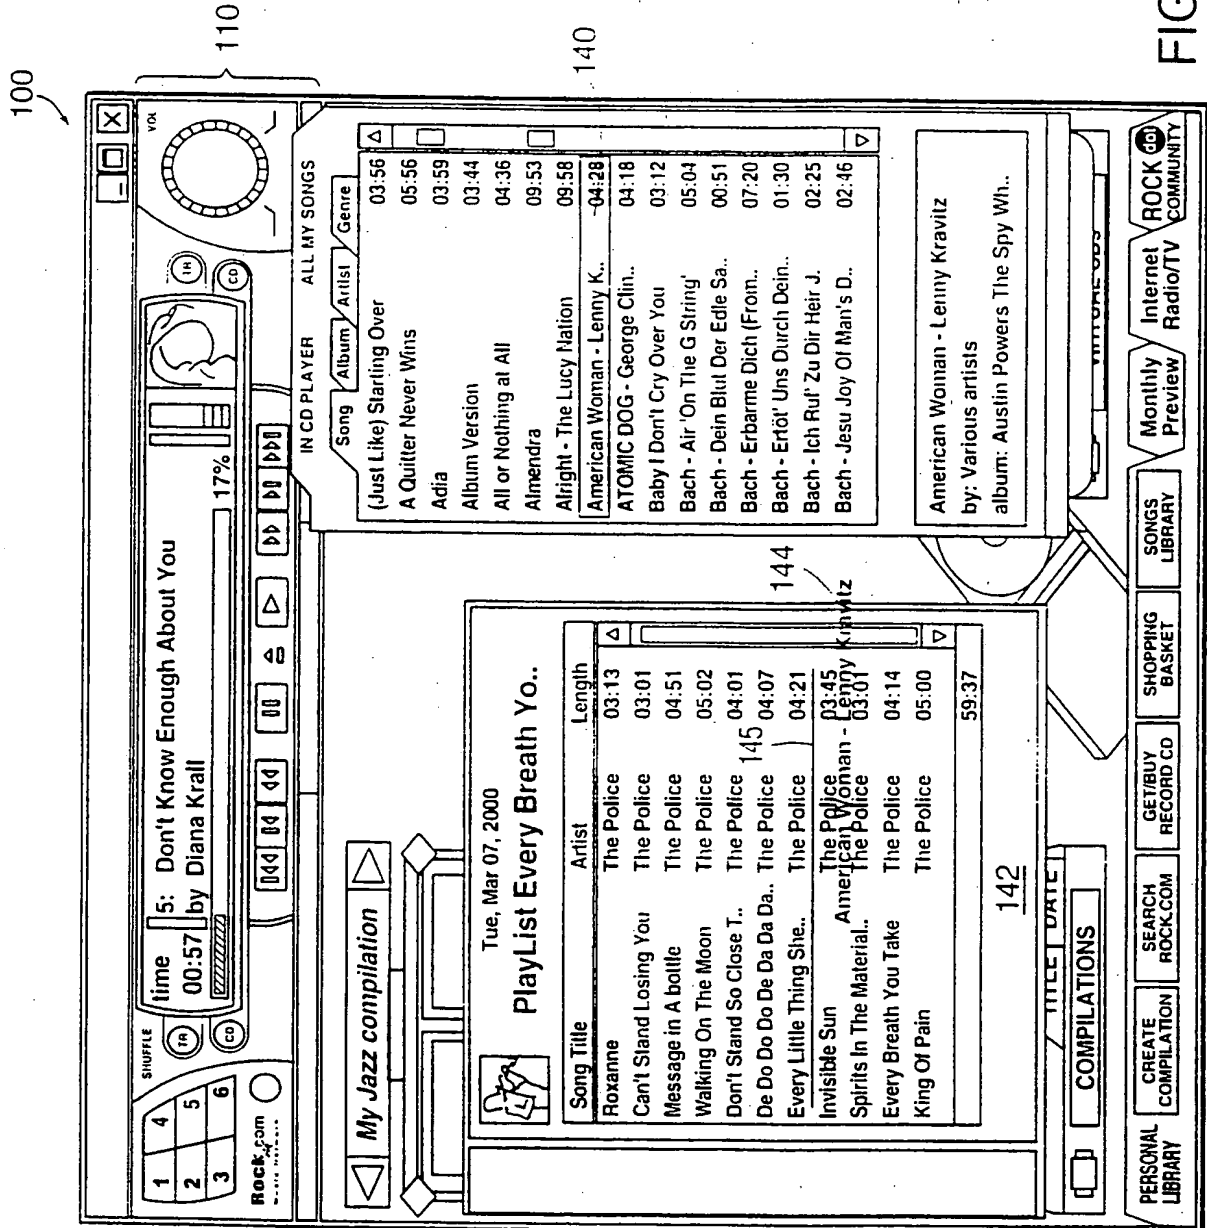 100
110
SHUFFLE
VOL
1 4
2 5
3 6
Rock.com
TR
CD
time 5: Don't Know Enough About You
00:57 by Diana Krall
17%
TR
CD
IN CD PLAYER ALL MY SONGS
Song Album Artist Genre
(Just Like) Starting Over 03:56
A Quitter Never Wins 05:56
Adia 03:59
Album Version 03:44
All or Nothing at All 04:36
Almendra 09:53
Alright - The Lucy Nation 09:58
American Woman - Lenny K.. 04:28
ATOMIC DOG - George Clin.. 04:18
Baby I Don't Cry Over You 03:12
Bach - Air 'On The G String' 05:04
Bach - Dein Blut Der Edle Sa.. 00:51
Bach - Erbarme Dich (From.. 07:20
Bach - Ertöt' Uns Durch Dein.. 01:30
Bach - Ich Ruf' Zu Dir Heir J. 02:25
Bach - Jesu Joy Of Man's D.. 02:46
140
American Woman - Lenny Kravitz
by: Various artists
album: Austin Powers The Spy Wh..
My Jazz compilation
Tue, Mar 07, 2000
PlayList Every Breath Yo..
Song Title Artist Length
Roxane The Police 03:13
Can't Stand Losing You The Police 03:01
Message in A bottle The Police 04:51
Walking On The Moon The Police 05:02
Don't Stand So Close T.. The Police 04:01
De Do Do Do De Da Da Da.. The Police 04:07
Every Little Thing She.. The Police 04:21
Invisible Sun The Police 03:45
American Woman - Lenny Kravitz
Spirits In The Material.. The Police 03:01
Every Breath You Take The Police 04:14
King Of Pain The Police 05:00
59:37
145
144
142
TITLE DATE
COMPILATIONS
VIRTUAL CDS
PERSONAL LIBRARY
CREATE COMPILATION
SEARCH ROCK.COM
GET/BUY RECORD CD
SHOPPING BASKET
SONGS LIBRARY
Monthly Preview
Internet Radio/TV
ROCK dot COMMUNITY
FIG